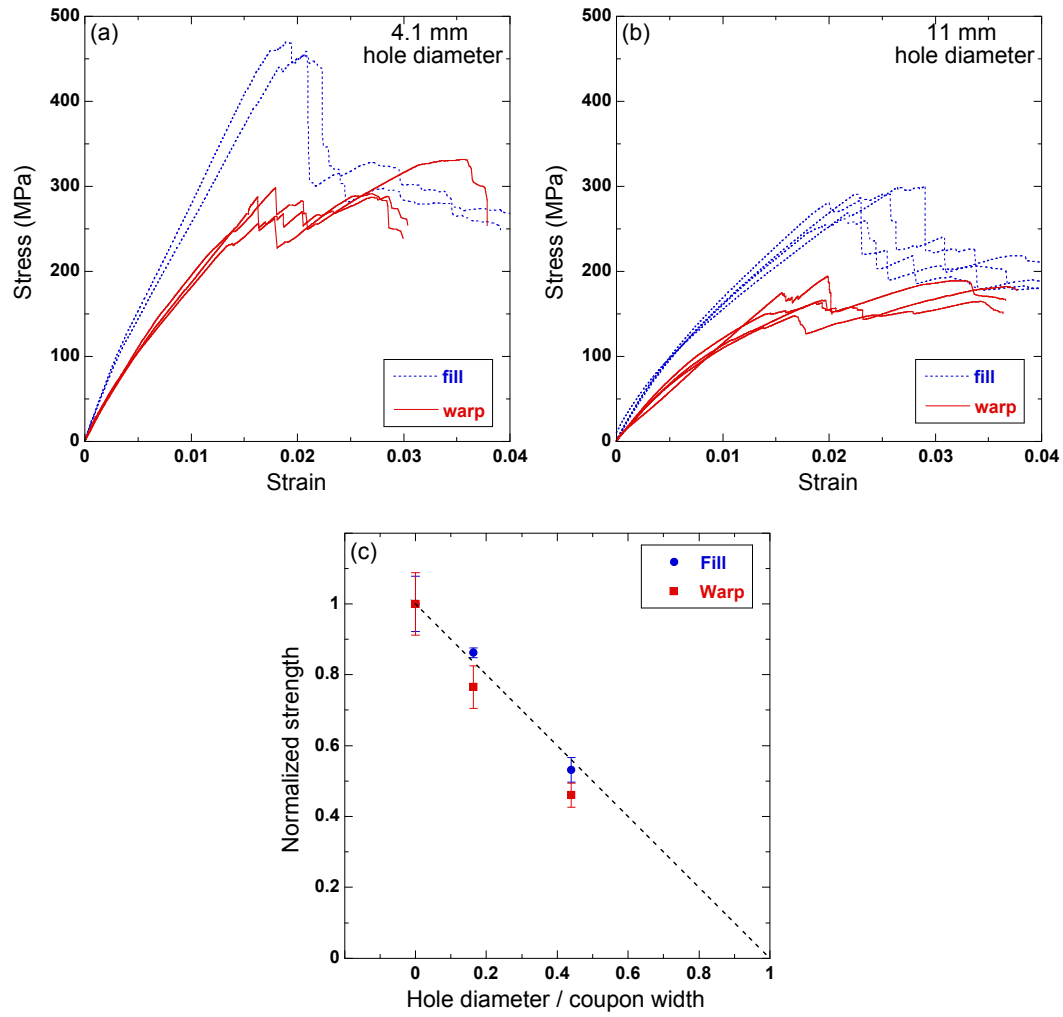 (a)
4.1 mm
hole diameter
500
400
300
200
100
0
Stress (MPa)
0
0.01
0.02
0.03
0.04
Strain
fill
warp
(b)
11 mm
hole diameter
500
400
300
200
100
0
Stress (MPa)
0
0.01
0.02
0.03
0.04
Strain
fill
warp
(c)
Fill
Warp
1
0.8
0.6
0.4
0.2
0
Normalized strength
0
0.2
0.4
0.6
0.8
1
Hole diameter / coupon width